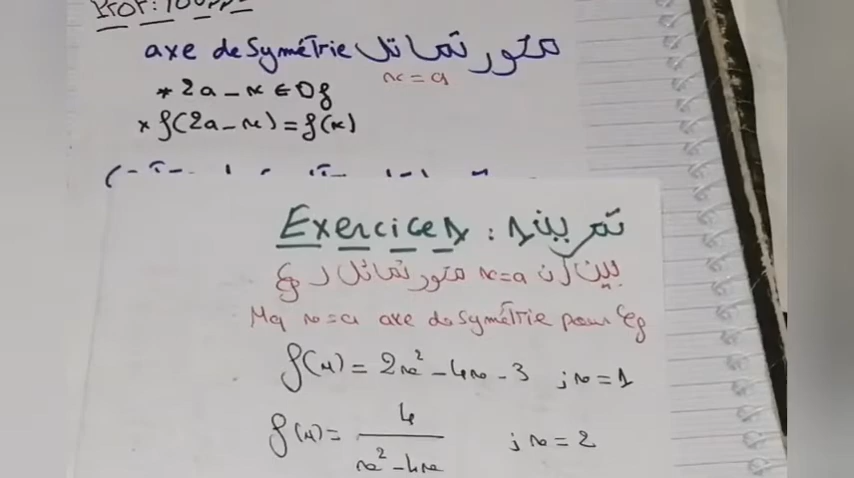 Prof:
axe de Symétrie محور تماثل
x = a
* 2a - x ∈ Df
* f(2a - x) = f(x)
Exercice 1 : تمرين 1
بين أن x=a محور تماثل ل Cf
Mq x=a axe de Symétrie pour Cf
f(x) = 2x² - 4x - 3 ; x = 1
f(x) = 4 / (x² - 4x) ; x = 2